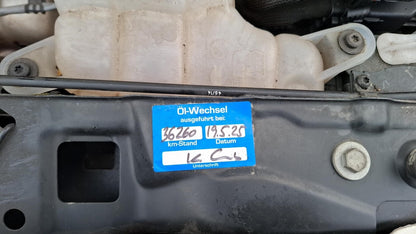 Öl-Wechsel
ausgeführt bei:
36260 19.5.25
km-Stand Datum
Unterschrift